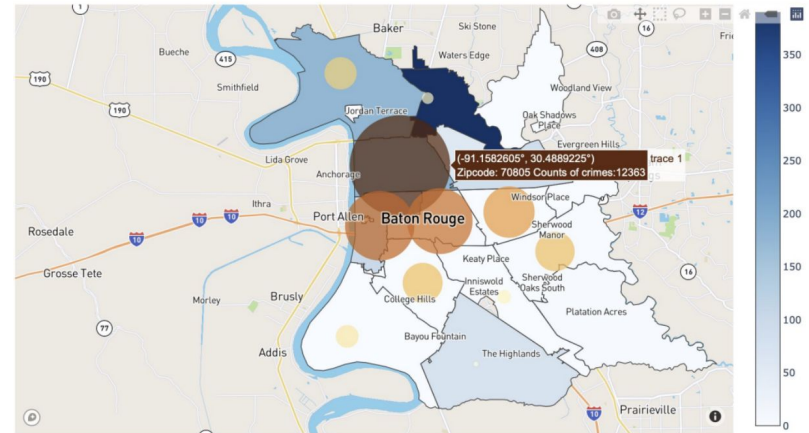 1
Baker
Ski Stone
16
Bueche
415
Waters Edge
408
190
Smithfield
Woodland View
350
190
Jordan Terrace
Oak Shadows
Place
300
Evergreen Hills
Lida Grove
(-91.1582605°, 30.4889225°)
trace 1
Anchorage
Zipcode: 70805 Counts of crimes:12363
250
Ithra
Windsor Place
10
10
Port Allen
Baton Rouge
12
Rosedale
10
Sherwood
Manor
200
Keaty Place
Grosse Tete
Inniswold
Estates
Sherwood
Oaks South
16
150
Morley
Brusly
College Hills
Platation Acres
77
100
Bayou Fountain
Addis
The Highlands
50
10
Prairieville
0